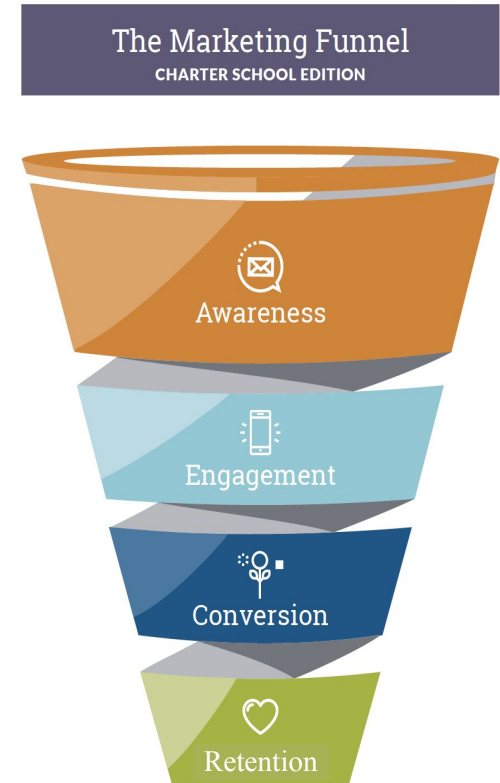 The Marketing Funnel
CHARTER SCHOOL EDITION
Awareness
Engagement
Conversion
Retention